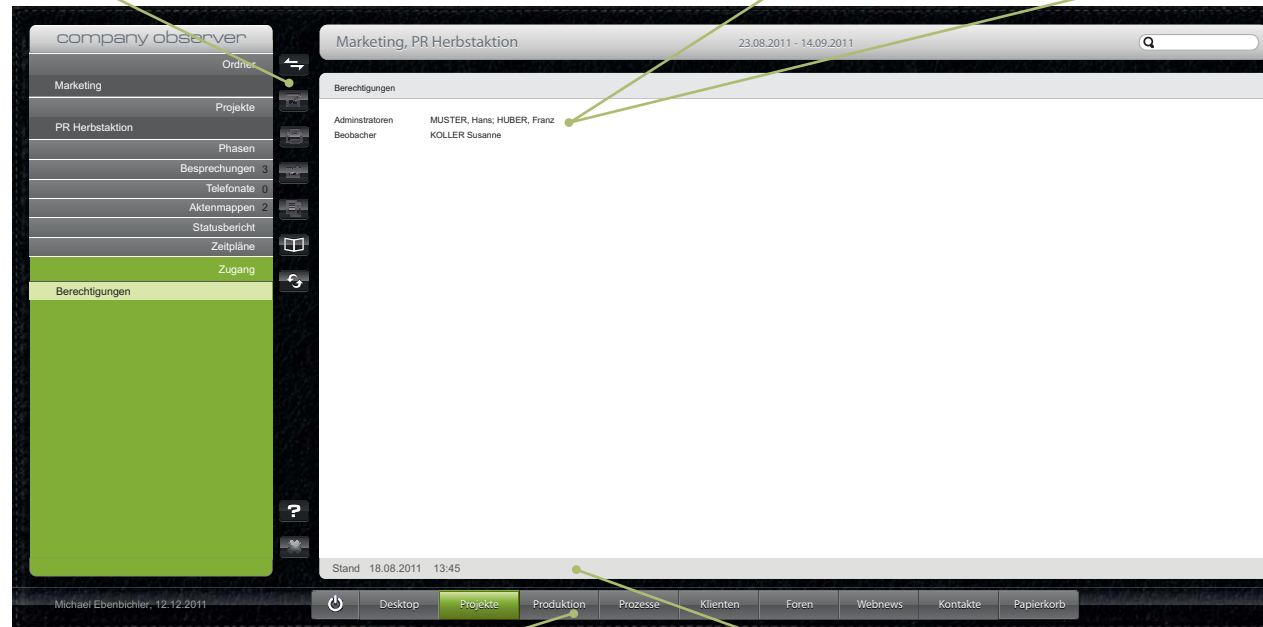 company observer
Ordner
Marketing
Projekte
PR Herbstaktion
Phasen
Besprechungen 3
Telefonate 0
Aktenmappen 2
Statusbericht
Zeitpläne
Zugang
Berechtigungen
Marketing, PR Herbstaktion 23.08.2011 - 14.09.2011
Berechtigungen
Adminstratoren MUSTER, Hans; HUBER, Franz
Beobacher KOLLER Susanne
?
Stand 18.08.2011 13:45
Michael Ebenbichler, 12.12.2011
Desktop Projekte Produktion Prozesse Klienten Foren Webnews Kontakte Papierkorb